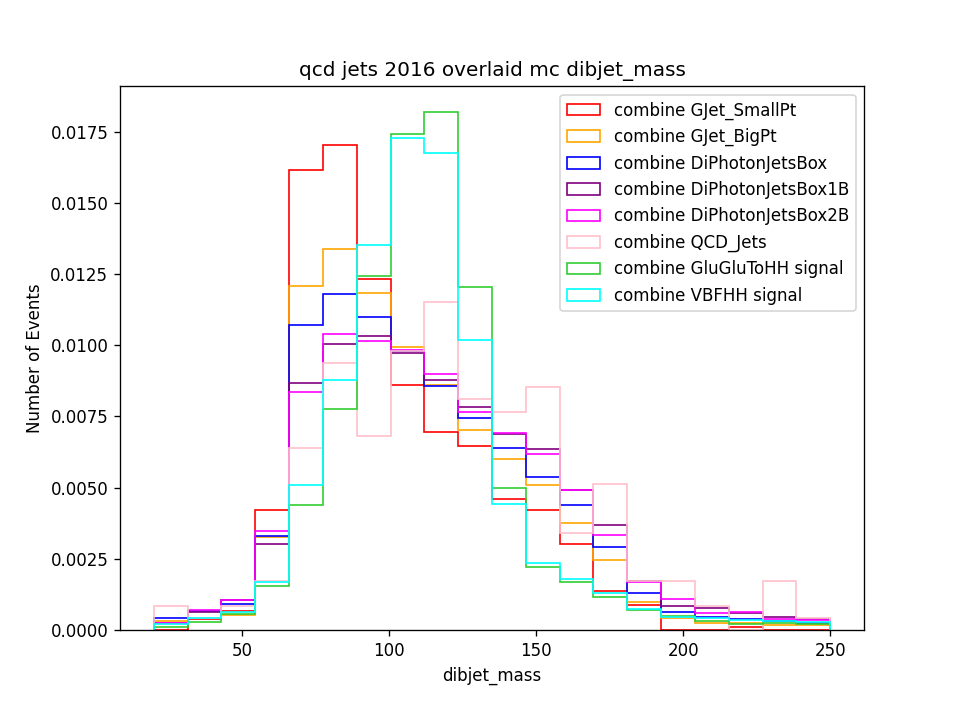 qcd jets 2016 overlaid mc dibjet_mass
combine GJet_SmallPt
combine GJet_BigPt
combine DiPhotonJetsBox
combine DiPhotonJetsBox1B
combine DiPhotonJetsBox2B
combine QCD_Jets
combine GluGluToHH signal
combine VBFHH signal
Number of Events
0.0175
0.0150
0.0125
0.0100
0.0075
0.0050
0.0025
0.0000
50
100
150
200
250
dibjet_mass